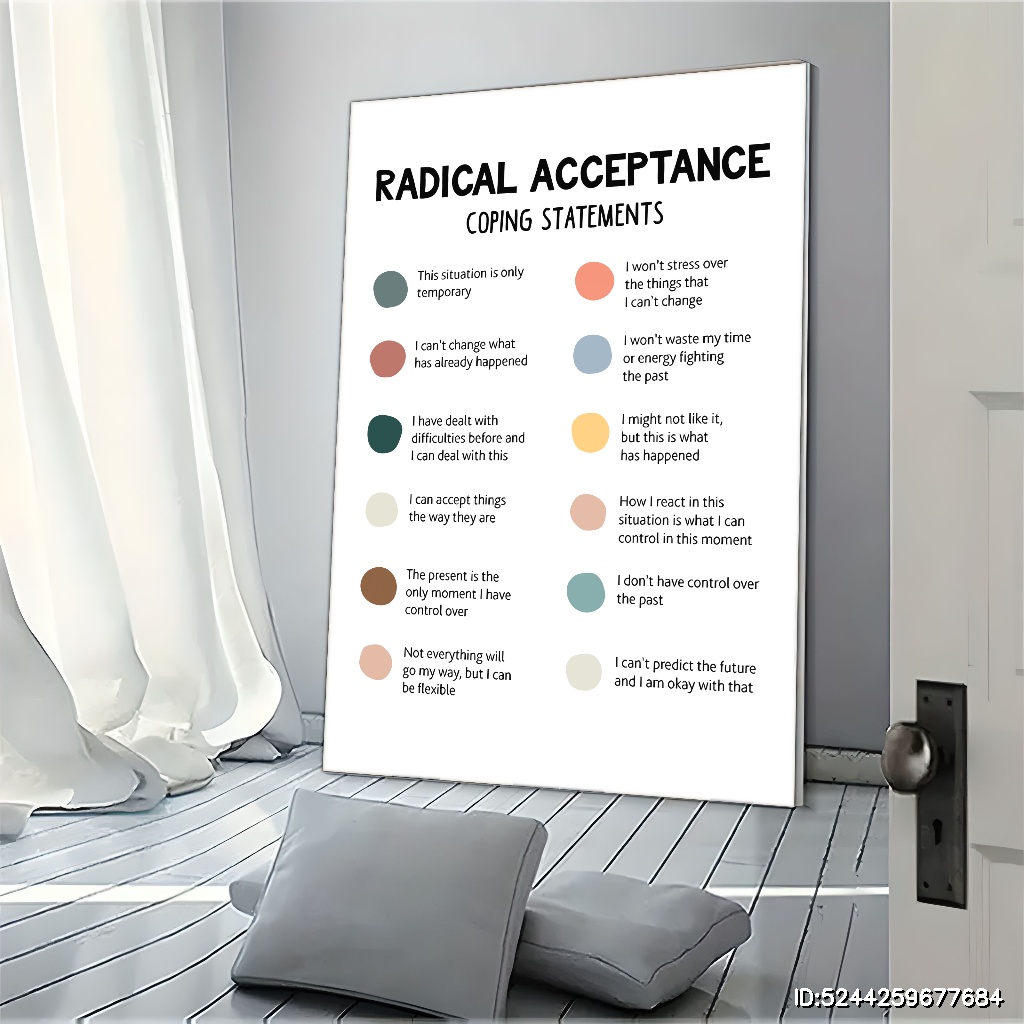 RADICAL ACCEPTANCE
COPING STATEMENTS
This situation is only
temporary
I can't change what
has already happened
I have dealt with
difficulties before and
I can deal with this
I can accept things
the way they are
The present is the
only moment I have
control over
Not everything will
go my way, but I can
be flexible
I won't stress over
the things that
I can't change
I won't waste my time
or energy fighting
the past
I might not like it,
but this is what
has happened
How I react in this
situation is what I can
control in this moment
I don't have control over
the past
I can't predict the future
and I am okay with that
ID:5244259677684